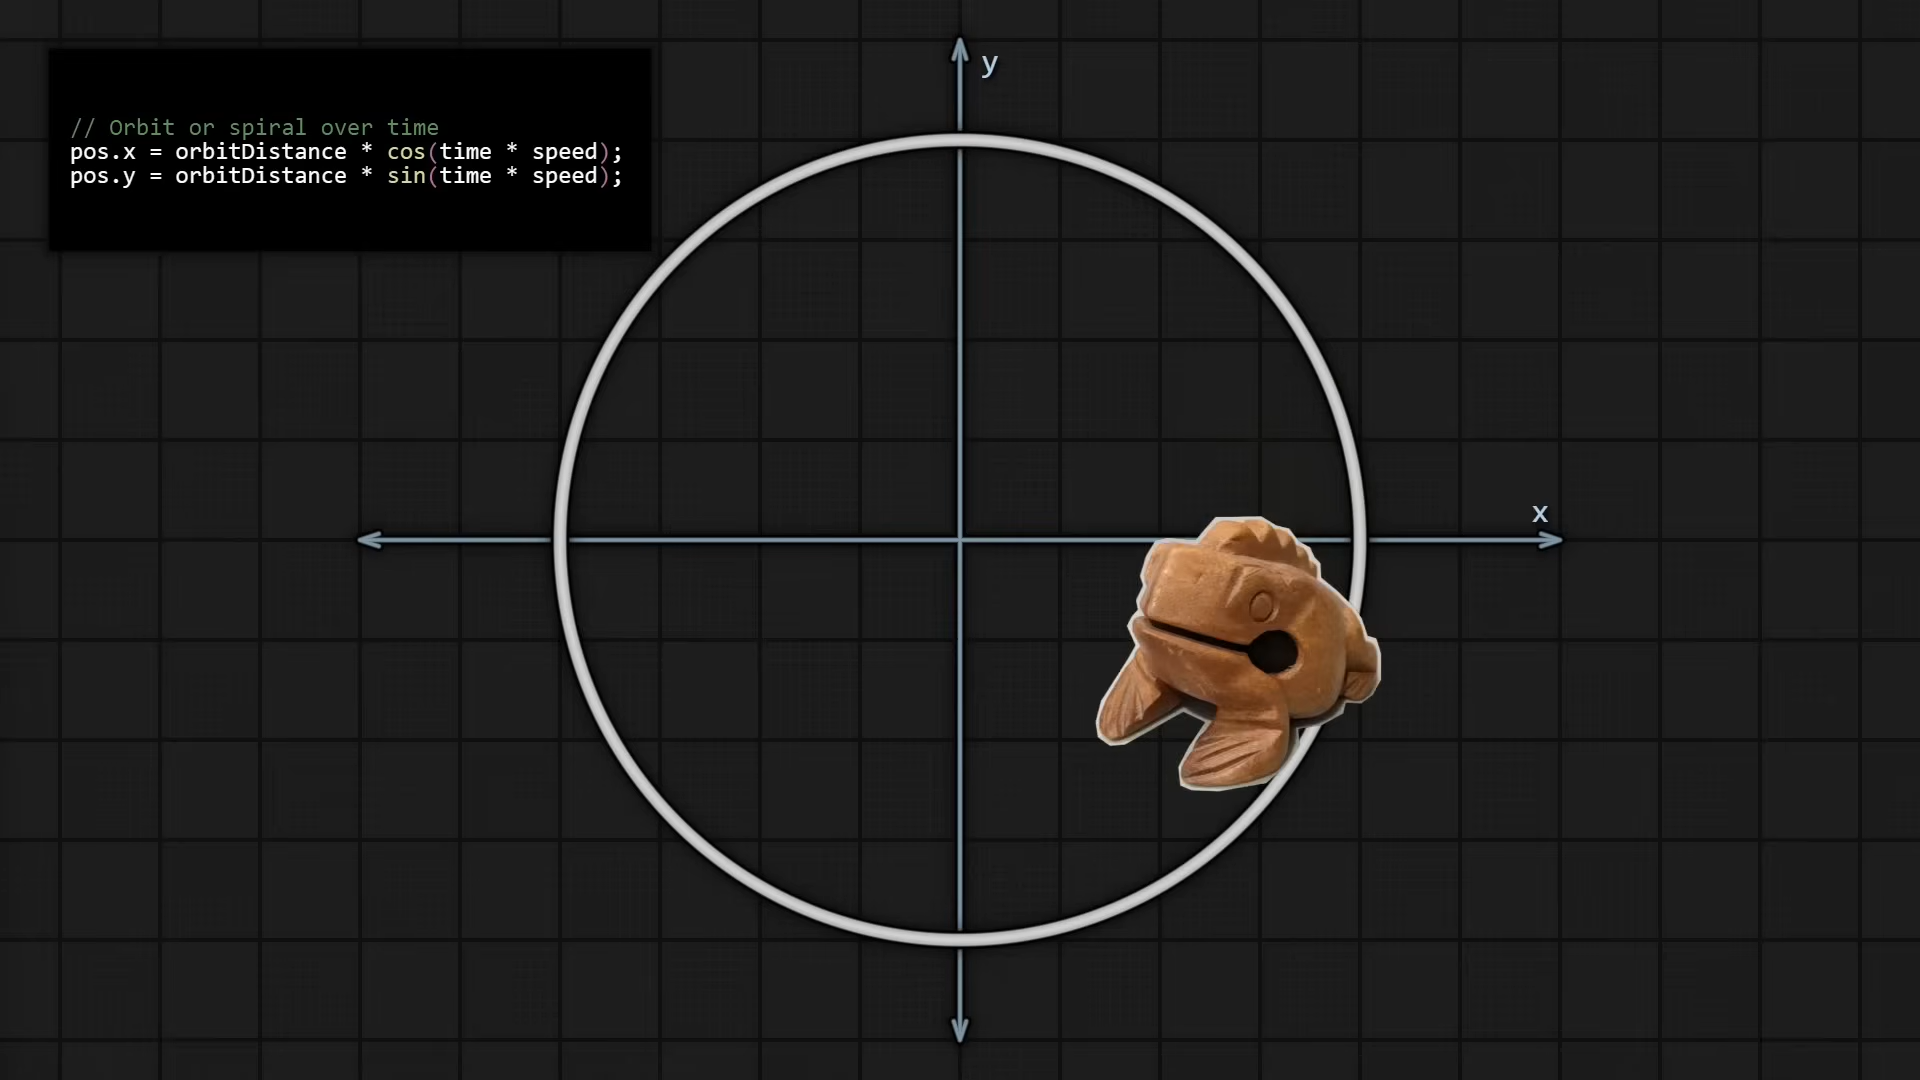 // Orbit or spiral over time
pos.x = orbitDistance * cos(time * speed);
pos.y = orbitDistance * sin(time * speed);
y
x